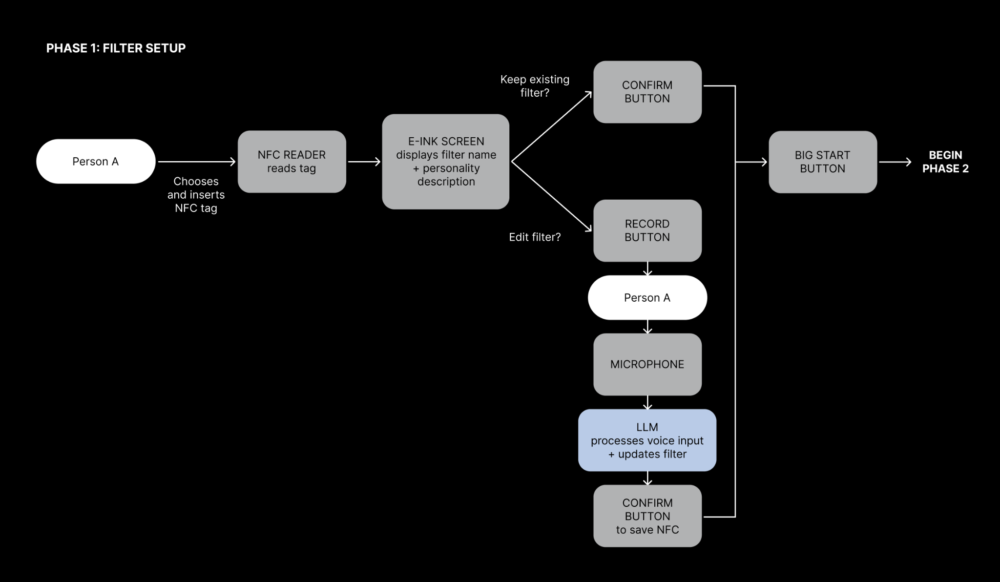 PHASE 1: FILTER SETUP
Person A
Chooses
and inserts
NFC tag
NFC READER
reads tag
E-INK SCREEN
displays filter name
+ personality
description
Keep existing
filter?
CONFIRM
BUTTON
Edit filter?
RECORD
BUTTON
Person A
MICROPHONE
LLM
processes voice input
+ updates filter
CONFIRM
BUTTON
to save NFC
BIG START
BUTTON
BEGIN
PHASE 2